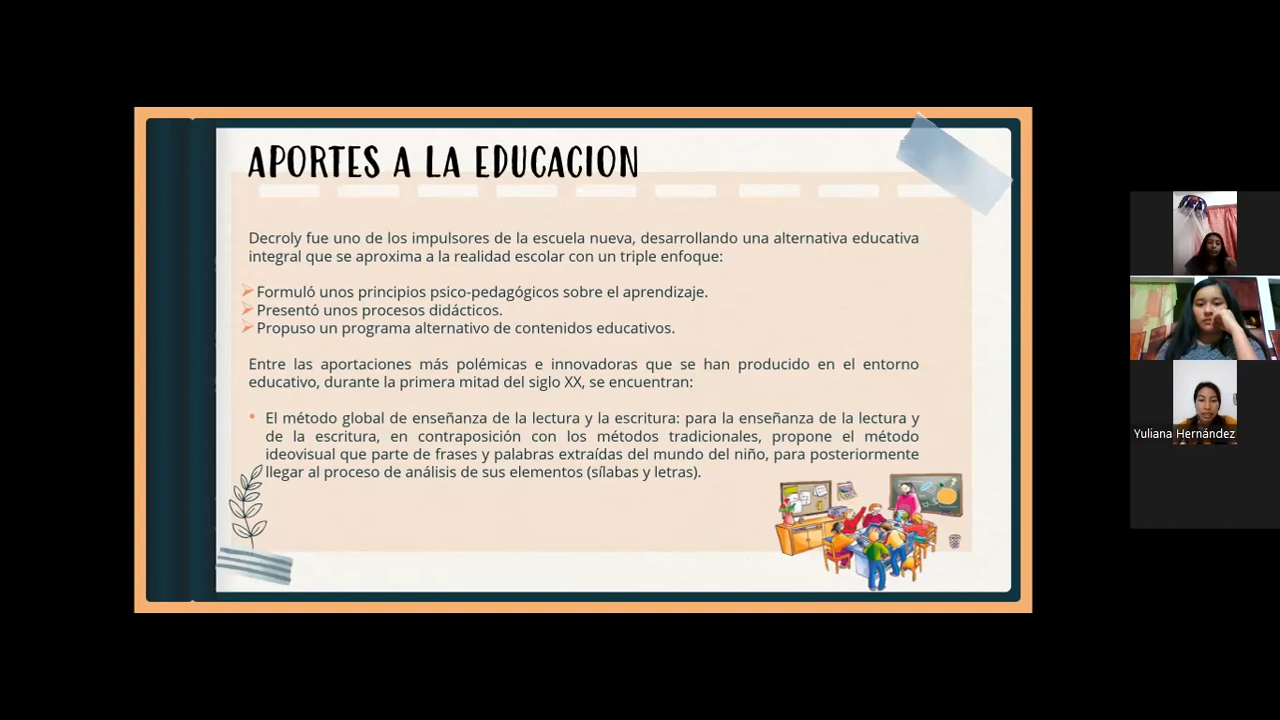 APORTES A LA EDUCACION
Decroly fue uno de los impulsores de la escuela nueva, desarrollando una alternativa educativa
integral que se aproxima a la realidad escolar con un triple enfoque:
➢Formuló unos principios psico-pedagógicos sobre el aprendizaje.
➢Presentó unos procesos didácticos.
➢Propuso un programa alternativo de contenidos educativos.
Entre las aportaciones más polémicas e innovadoras que se han producido en el entorno
educativo, durante la primera mitad del siglo XX, se encuentran:
• El método global de enseñanza de la lectura y la escritura: para la enseñanza de la lectura y
de la escritura, en contraposición con los métodos tradicionales, propone el método
ideovisual que parte de frases y palabras extraídas del mundo del niño, para posteriormente
llegar al proceso de análisis de sus elementos (sílabas y letras).
Yuliana Hernández